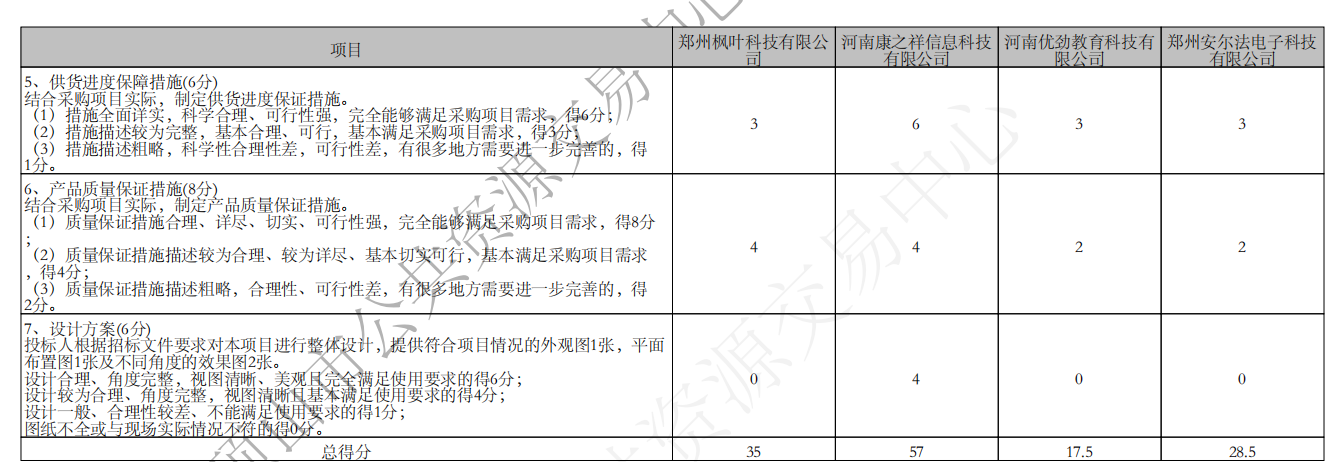 项目
郑州枫叶科技有限公
司
河南康之祥信息科技
有限公司
河南优劲教育科技有
限公司
郑州安尔法电子科技
有限公司
5、供货进度保障措施(6分)
结合采购项目实际，制定供货进度保证措施。
（1）措施全面详实，科学合理、可行性强，完全能够满足采购项目需求，得6分；
（2）措施描述较为完整，基本合理、可行，基本满足采购项目需求，得3分；
（3）措施描述粗略，科学性合理性差，可行性差，有很多地方需要进一步完善的，得
1分。
3
6
3
3
6、产品质量保证措施(8分)
结合采购项目实际，制定产品质量保证措施。
（1）质量保证措施合理、详尽、切实、可行性强，完全能够满足采购项目需求，得8分
；
（2）质量保证措施描述较为合理、较为详尽、基本切实可行，基本满足采购项目需求
，得4分；
（3）质量保证措施描述粗略，合理性、可行性差，有很多地方需要进一步完善的，得
2分。
4
4
2
2
7、设计方案(6分)
投标人根据招标文件要求对本项目进行整体设计，提供符合项目情况的外观图1张，平面
布置图1张及不同角度的效果图2张。
设计合理、角度完整，视图清晰、美观且完全满足使用要求的得6分；
设计较为合理、角度完整，视图清晰且基本满足使用要求的得4分；
设计一般、合理性较差、不能满足使用要求的得1分；
图纸不全或与现场实际情况不符的得0分。
0
4
0
0
总得分
35
57
17.5
28.5
顶山市公共资源交易中心
共资源交易中心